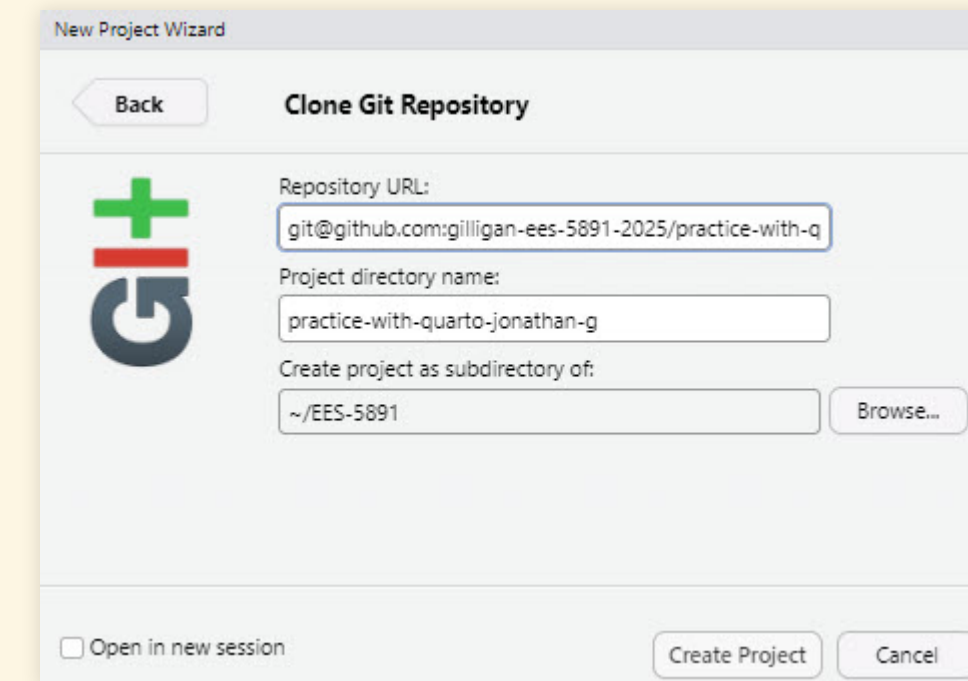 New Project Wizard
Back
Clone Git Repository
Repository URL:
git@github.com:gilligan-ees-5891-2025/practice-with-q
Project directory name:
practice-with-quarto-jonathan-g
Create project as subdirectory of:
~/EES-5891
Browse...
Open in new session
Create Project
Cancel
GIt